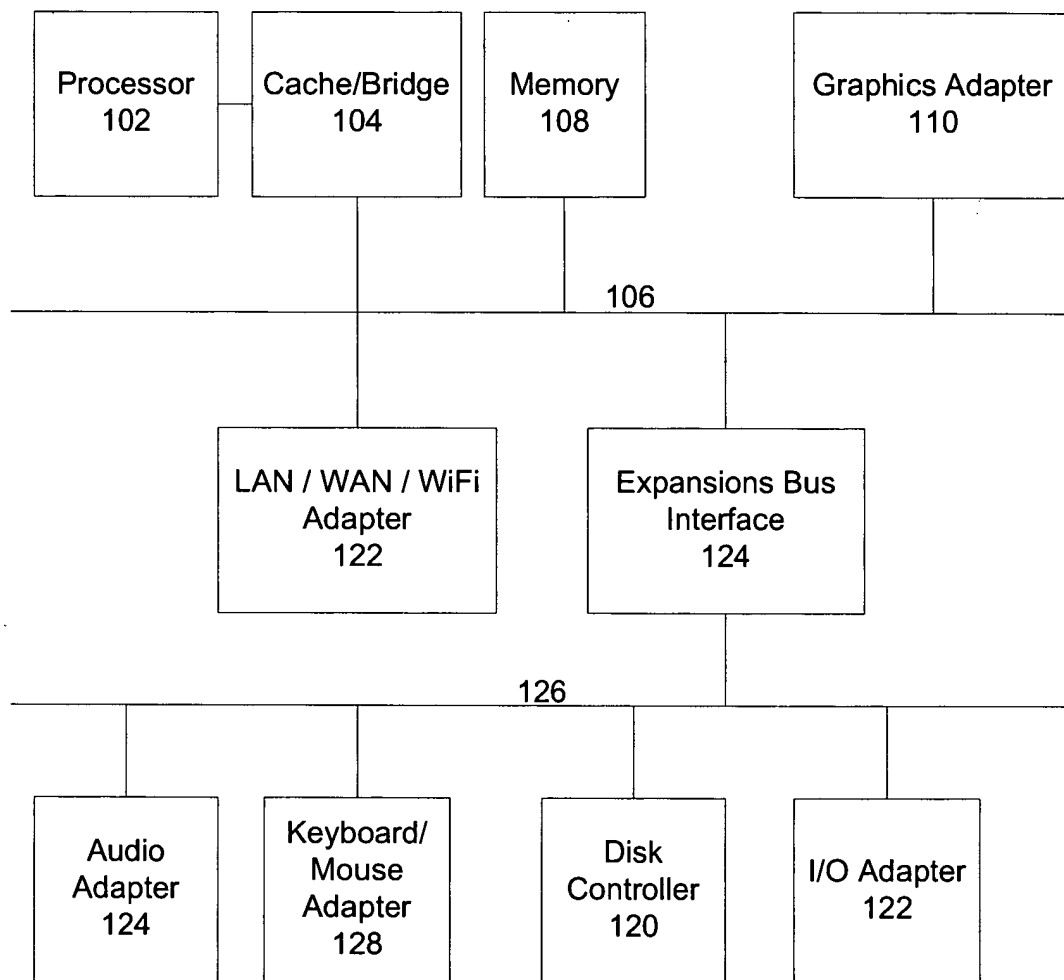 Processor
102
Cache/Bridge
104
Memory
108
Graphics Adapter
110
106
LAN / WAN / WiFi
Adapter
122
Expansions Bus
Interface
124
126
Audio
Adapter
124
Keyboard/
Mouse
Adapter
128
Disk
Controller
120
I/O Adapter
122